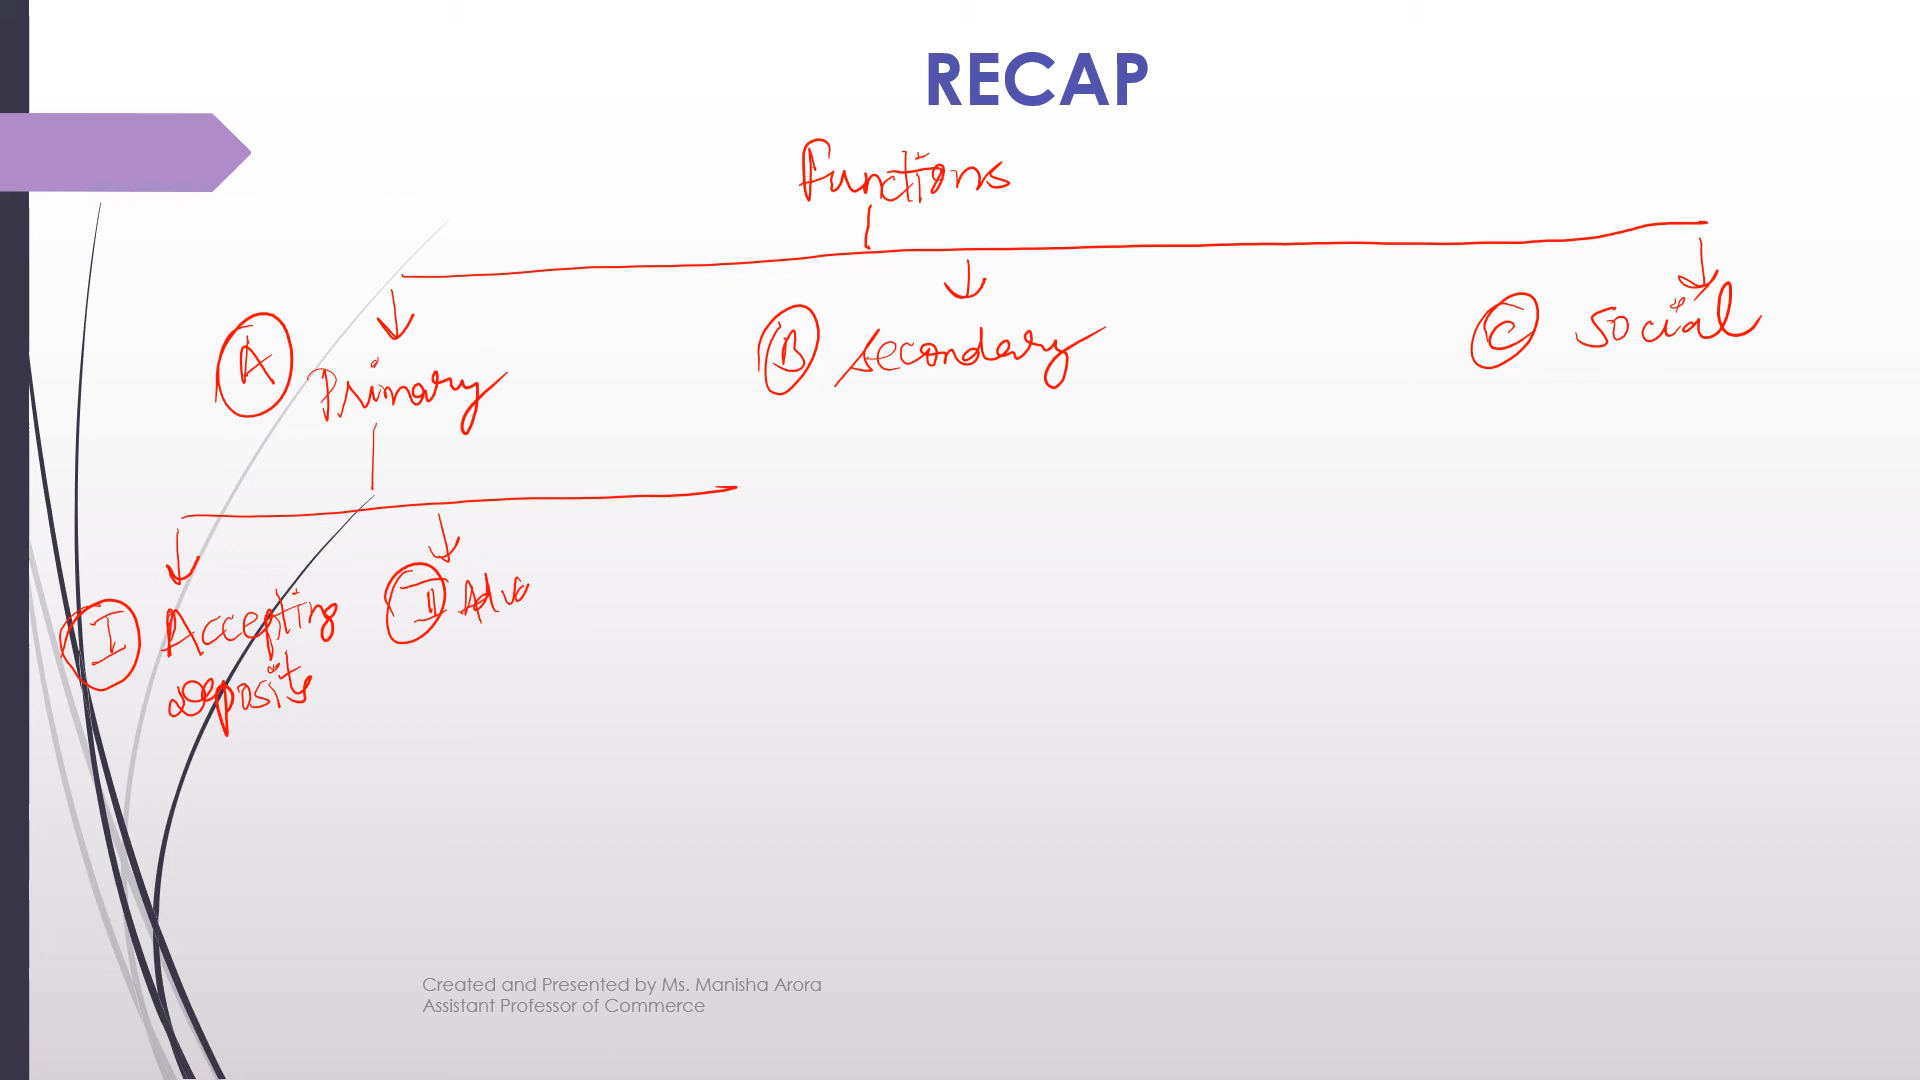 RECAP
Functions
A Primary
B Secondary
C Social
I Accepting
Deposits
II Adva
Created and Presented by Ms. Manisha Arora
Assistant Professor of Commerce